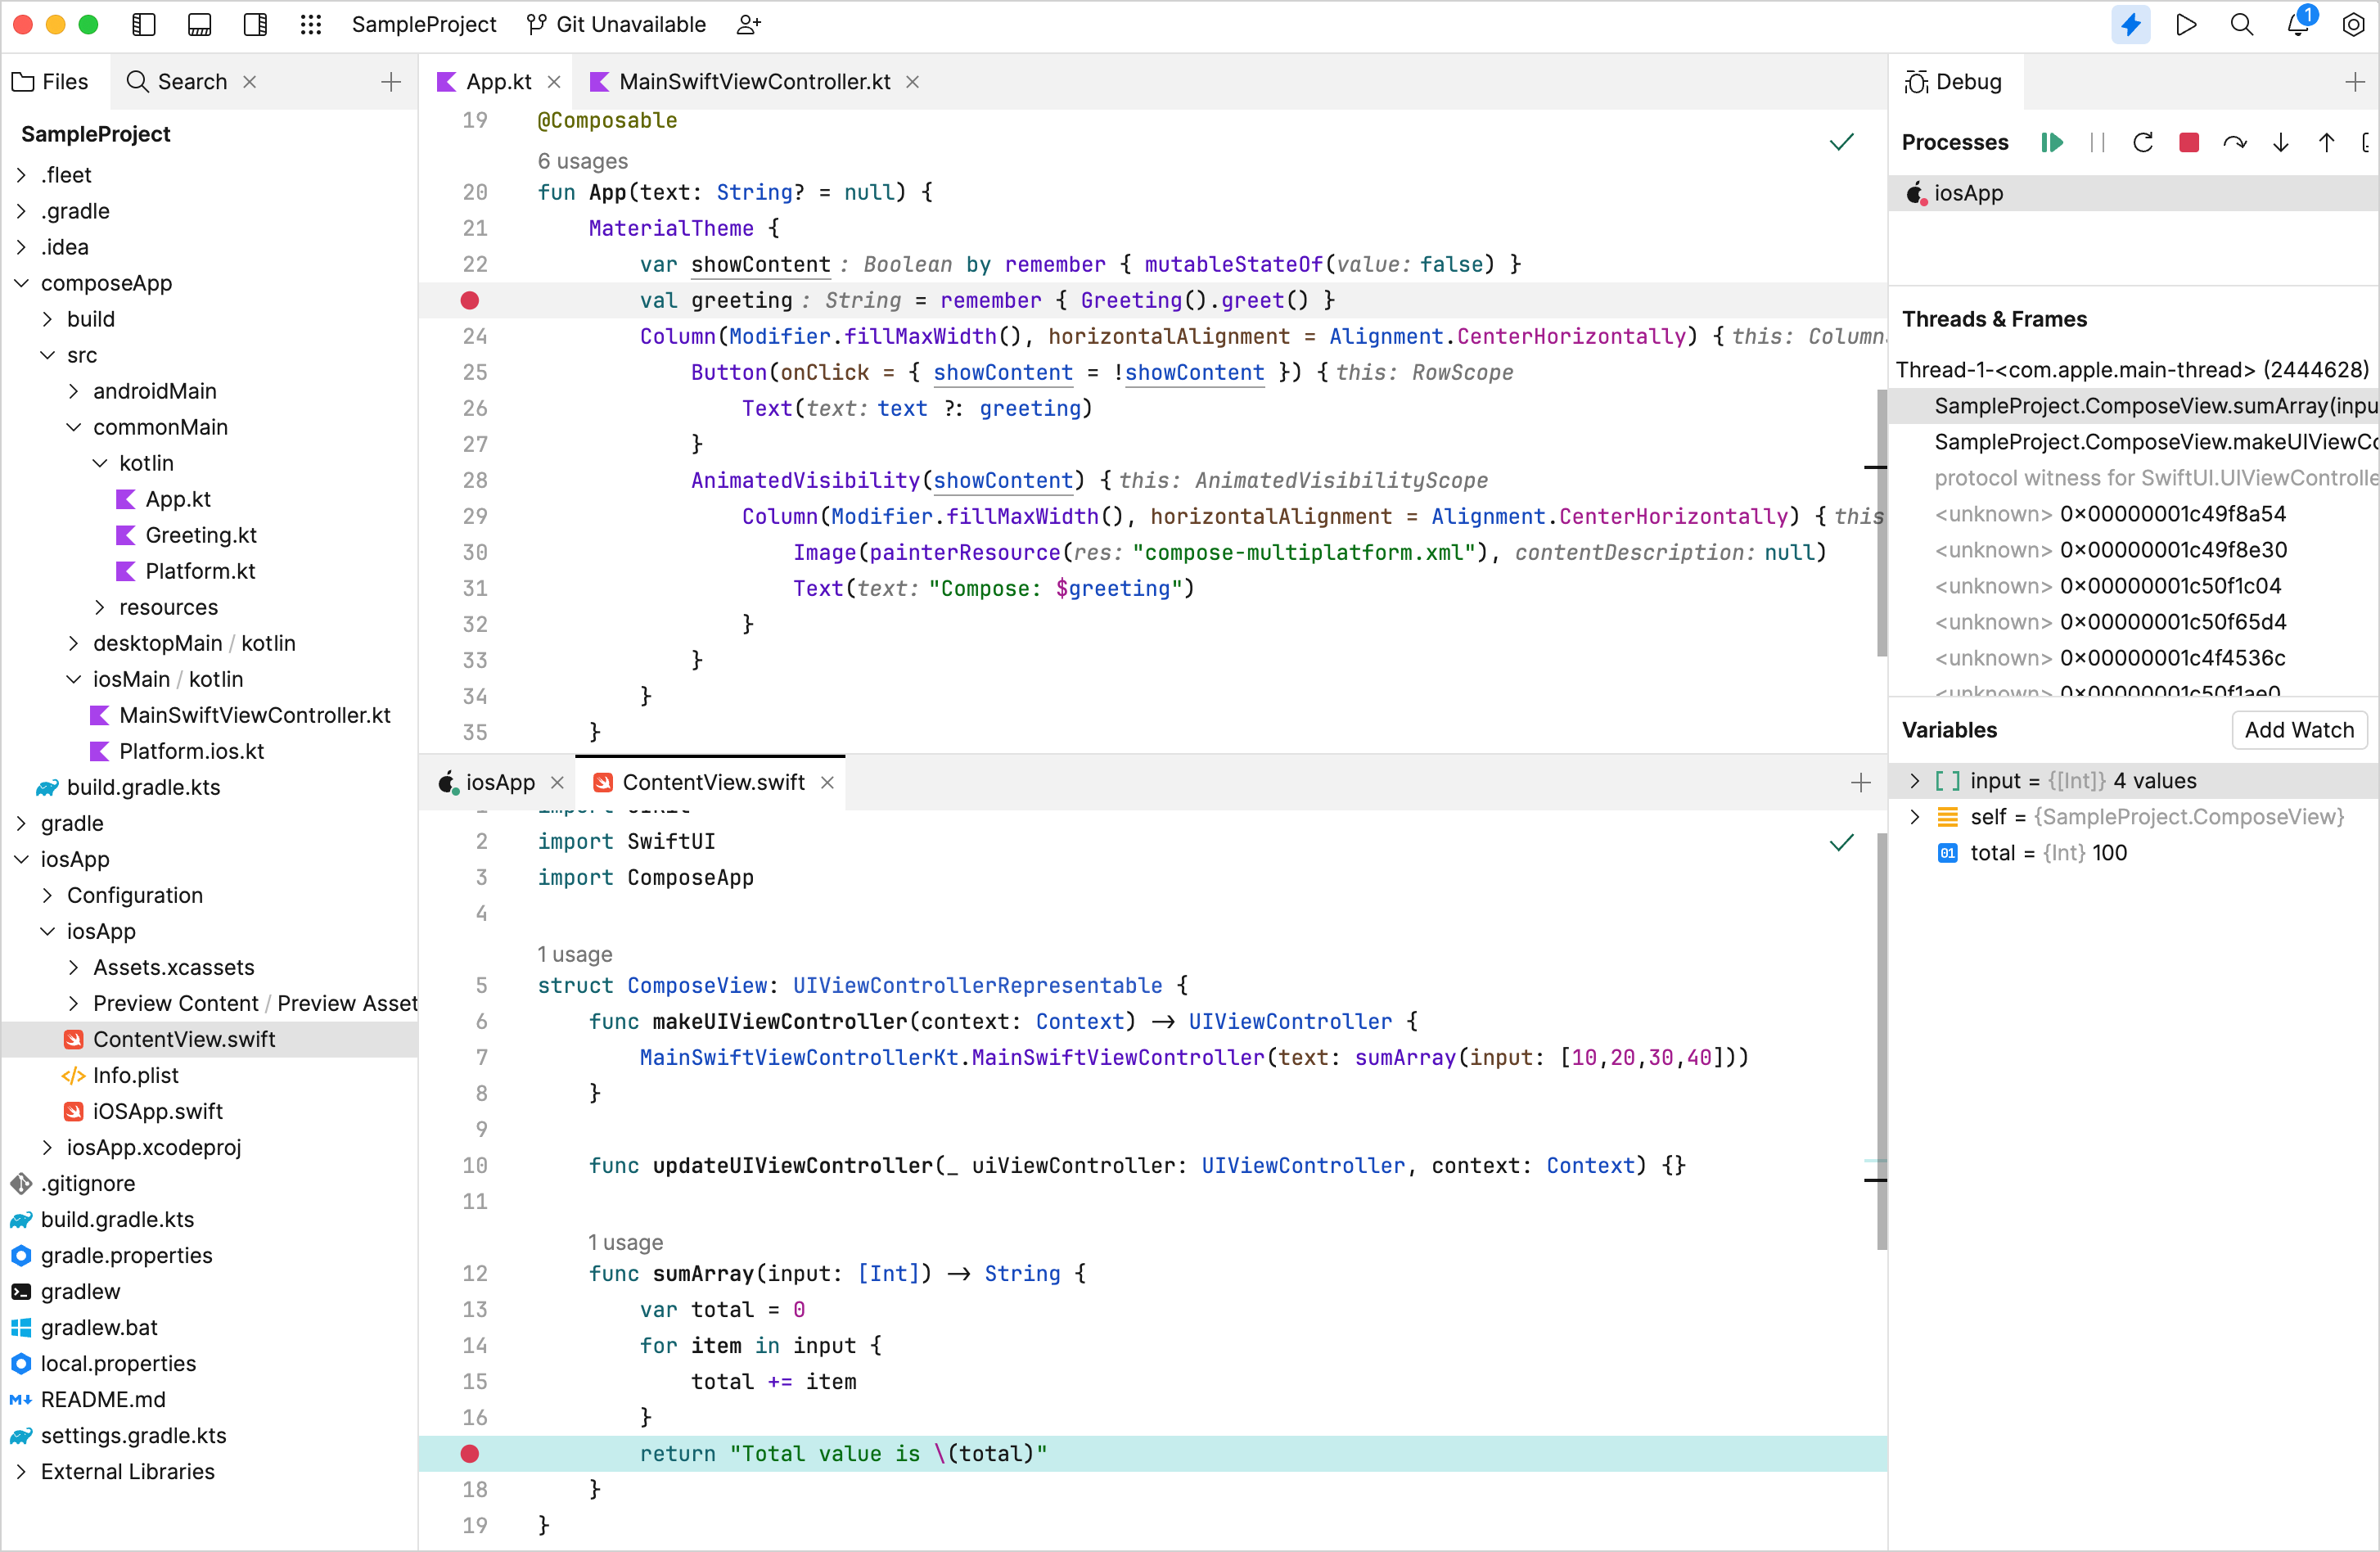 SampleProject
Git Unavailable
1
Files
Search
SampleProject
.fleet
.gradle
.idea
composeApp
build
src
androidMain
commonMain
kotlin
App.kt
Greeting.kt
Platform.kt
resources
desktopMain / kotlin
iosMain / kotlin
MainSwiftViewController.kt
Platform.ios.kt
build.gradle.kts
gradle
iosApp
Configuration
iosApp
Assets.xcassets
Preview Content / Preview Asset
ContentView.swift
Info.plist
iOSApp.swift
iosApp.xcodeproj
.gitignore
build.gradle.kts
gradle.properties
gradlew
gradlew.bat
local.properties
README.md
settings.gradle.kts
External Libraries
App.kt
MainSwiftViewController.kt
19 @Composable
6 usages
20 fun App(text: String? = null) {
21 MaterialTheme {
22 var showContent : Boolean by remember { mutableStateOf(value: false) }
val greeting : String = remember { Greeting().greet() }
24 Column(Modifier.fillMaxWidth(), horizontalAlignment = Alignment.CenterHorizontally) { this: Column
25 Button(onClick = { showContent = !showContent }) { this: RowScope
26 Text(text: text ?: greeting)
27 }
28 AnimatedVisibility(showContent) { this: AnimatedVisibilityScope
29 Column(Modifier.fillMaxWidth(), horizontalAlignment = Alignment.CenterHorizontally) { this
30 Image(painterResource(res: "compose-multiplatform.xml"), contentDescription: null)
31 Text(text: "Compose: $greeting")
32 }
33 }
34 }
35 }
iosApp
ContentView.swift
1 import UIKit
2 import SwiftUI
3 import ComposeApp
4
1 usage
5 struct ComposeView: UIViewControllerRepresentable {
6 func makeUIViewController(context: Context) -> UIViewController {
7 MainSwiftViewControllerKt.MainSwiftViewController(text: sumArray(input: [10,20,30,40]))
8 }
9
10 func updateUIViewController(_ uiViewController: UIViewController, context: Context) {}
11
1 usage
12 func sumArray(input: [Int]) -> String {
13 var total = 0
14 for item in input {
15 total += item
16 }
return "Total value is \(total)"
18 }
19 }
Debug
Processes
iosApp
Threads & Frames
Thread-1-<com.apple.main-thread> (2444628)
SampleProject.ComposeView.sumArray(inpu
SampleProject.ComposeView.makeUIViewCo
protocol witness for SwiftUI.UIViewControlle
<unknown> 0x00000001c49f8a54
<unknown> 0x00000001c49f8e30
<unknown> 0x00000001c50f1c04
<unknown> 0x00000001c50f65d4
<unknown> 0x00000001c4f4536c
<unknown> 0x00000001c50f1ae0
Variables
Add Watch
input = {[Int]} 4 values
self = {SampleProject.ComposeView}
01 total = {Int} 100